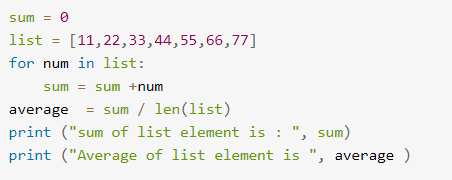 sum = 0
list = [11,22,33,44,55,66,77]
for num in list:
    sum = sum +num
average  = sum / len(list)
print ("sum of list element is : ", sum)
print ("Average of list element is ", average )